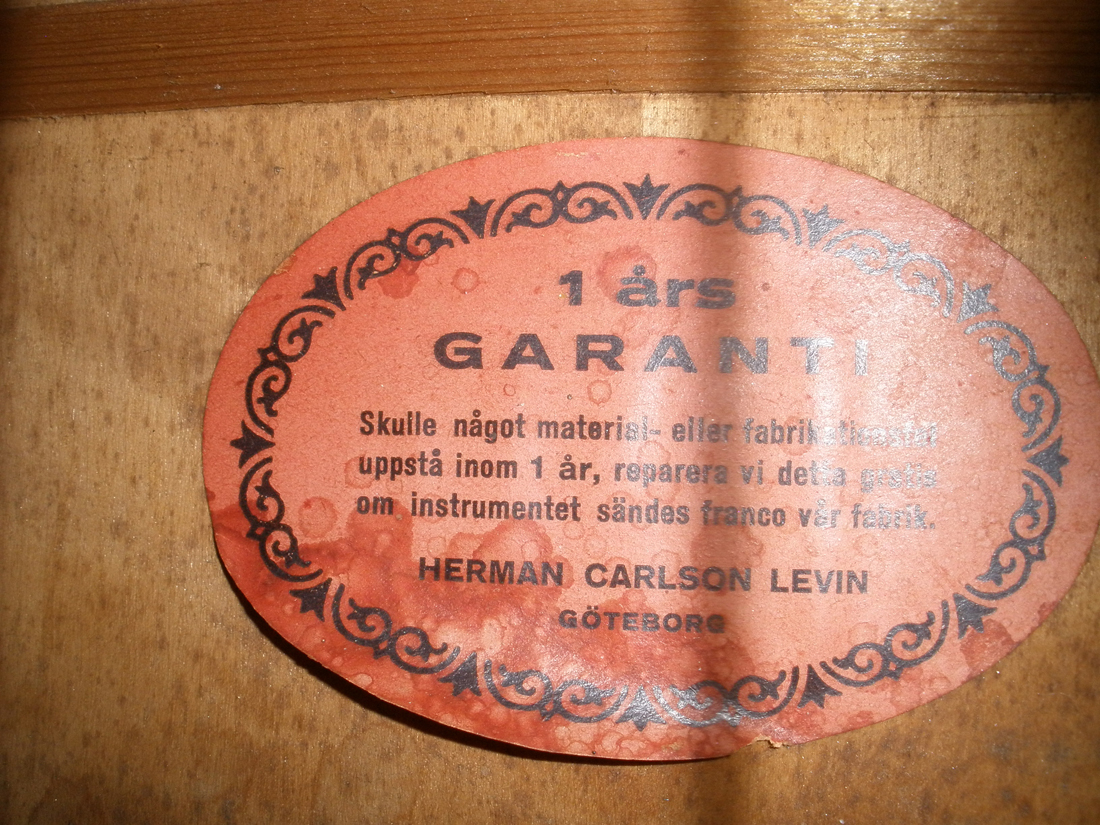 1 års
GARANTI
Skulle något material- eller fabrikationsfel
uppstå inom 1 år, reparera vi detta gratis
om instrumentet sändes franco vår fabrik.
HERMAN CARLSON LEVIN
GÖTEBORG